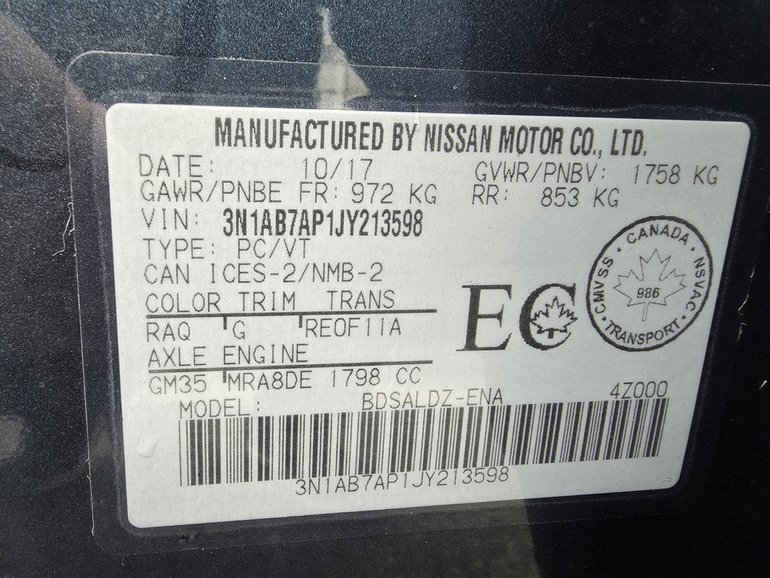 MANUFACTURED BY NISSAN MOTOR CO., LTD.
DATE: 10/17 GVWR/PNBV: 1758 KG
GAWR/PNBE FR: 972 KG RR: 853 KG
VIN: 3N1AB7AP1JY213598
TYPE: PC/VT
CAN ICES-2/NMB-2
COLOR TRIM TRANS
RAQ G RE0F11A
AXLE ENGINE
GM35 MRA8DE 1798 CC
MODEL: BDSALDZ-ENA 4Z000
3N1AB7AP1JY213598
EC
CANADA
CMVSS NSVAC
986
TRANSPORT